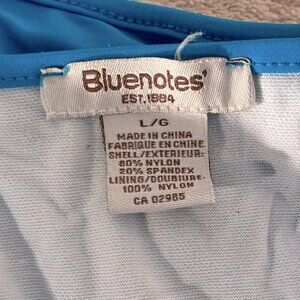 Bluenotes'
EST.1984
L/G
MADE IN CHINA
FABRIQUE EN CHINE
SHELL/EXTERIEUR:
80% NYLON
20% SPANDEX
LINING/DOUBLURE:
100% NYLON
CA 02985